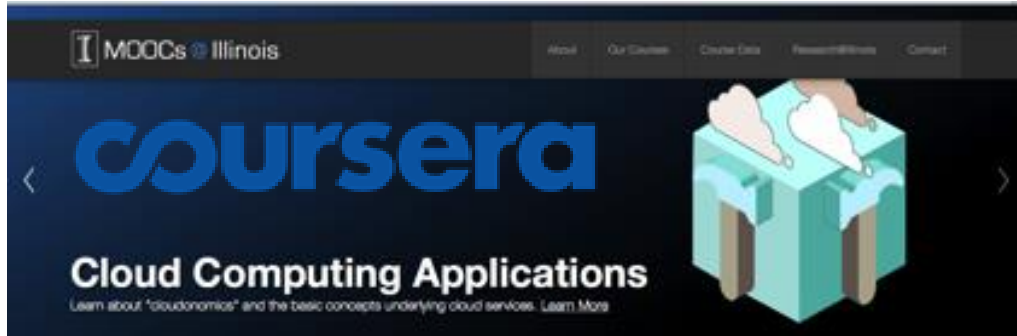 I MOOCs@Illinois
About Our Courses Course Data Research@Illinois Contact
coursera
Cloud Computing Applications
Learn about "cloudonomics" and the basic concepts underlying cloud services. Learn More